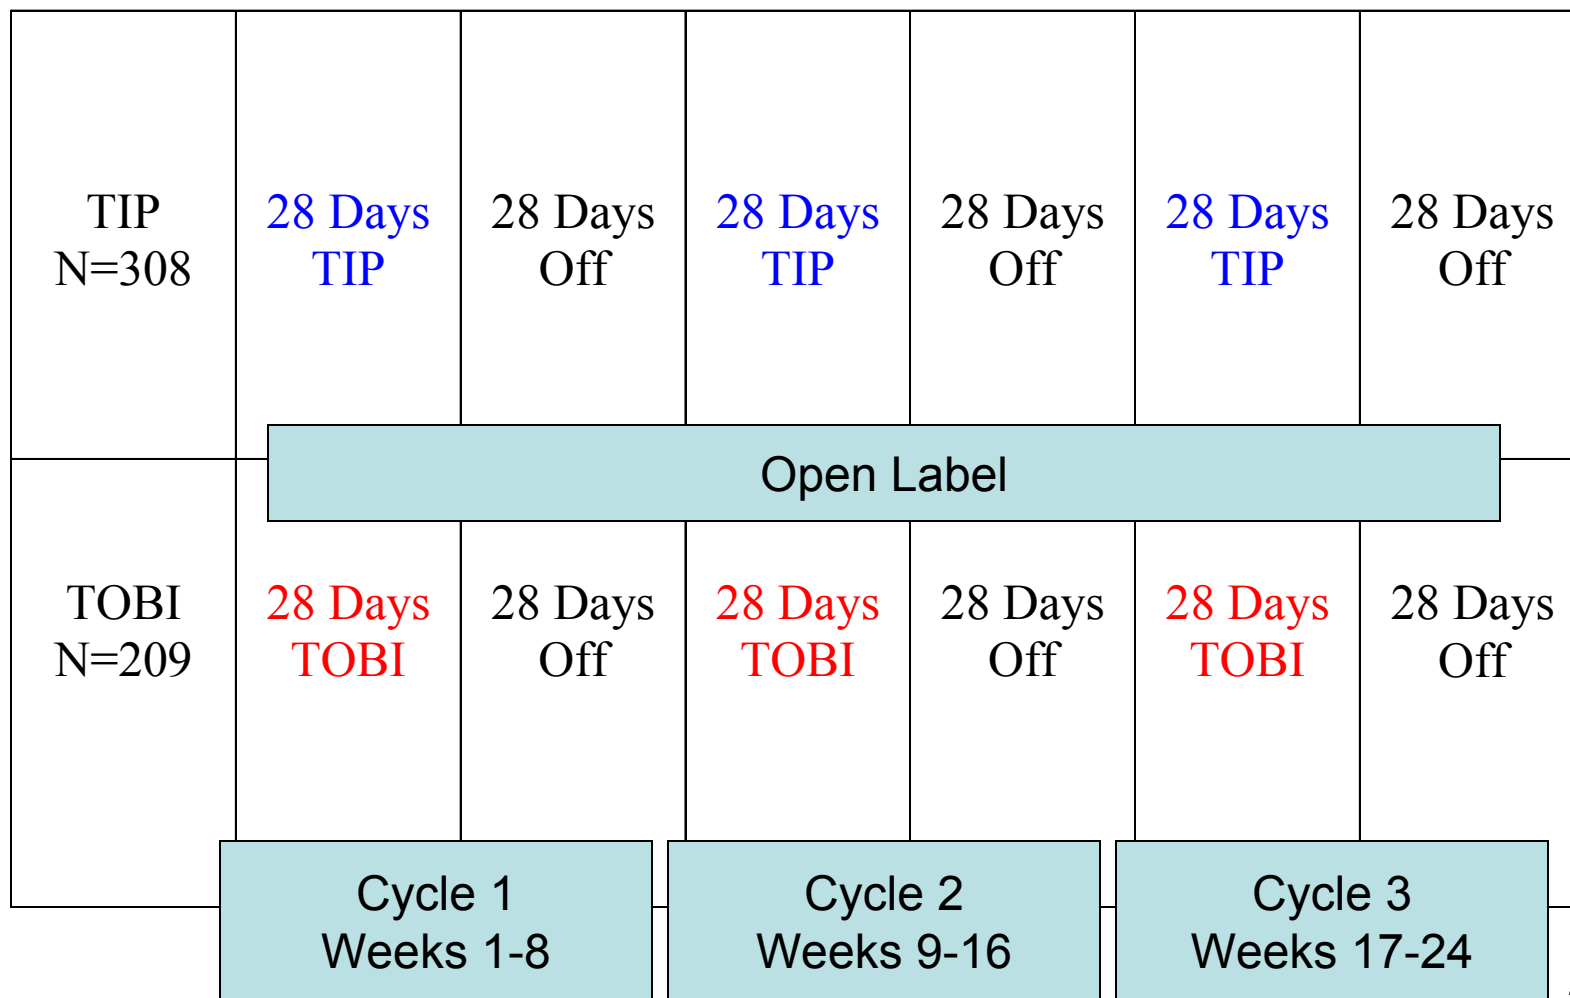 TIP
N=308
28 Days
TIP
28 Days
Off
28 Days
TIP
28 Days
Off
28 Days
TIP
28 Days
Off
Open Label
TOBI
N=209
28 Days
TOBI
28 Days
Off
28 Days
TOBI
28 Days
Off
28 Days
TOBI
28 Days
Off
Cycle 1
Weeks 1-8
Cycle 2
Weeks 9-16
Cycle 3
Weeks 17-24